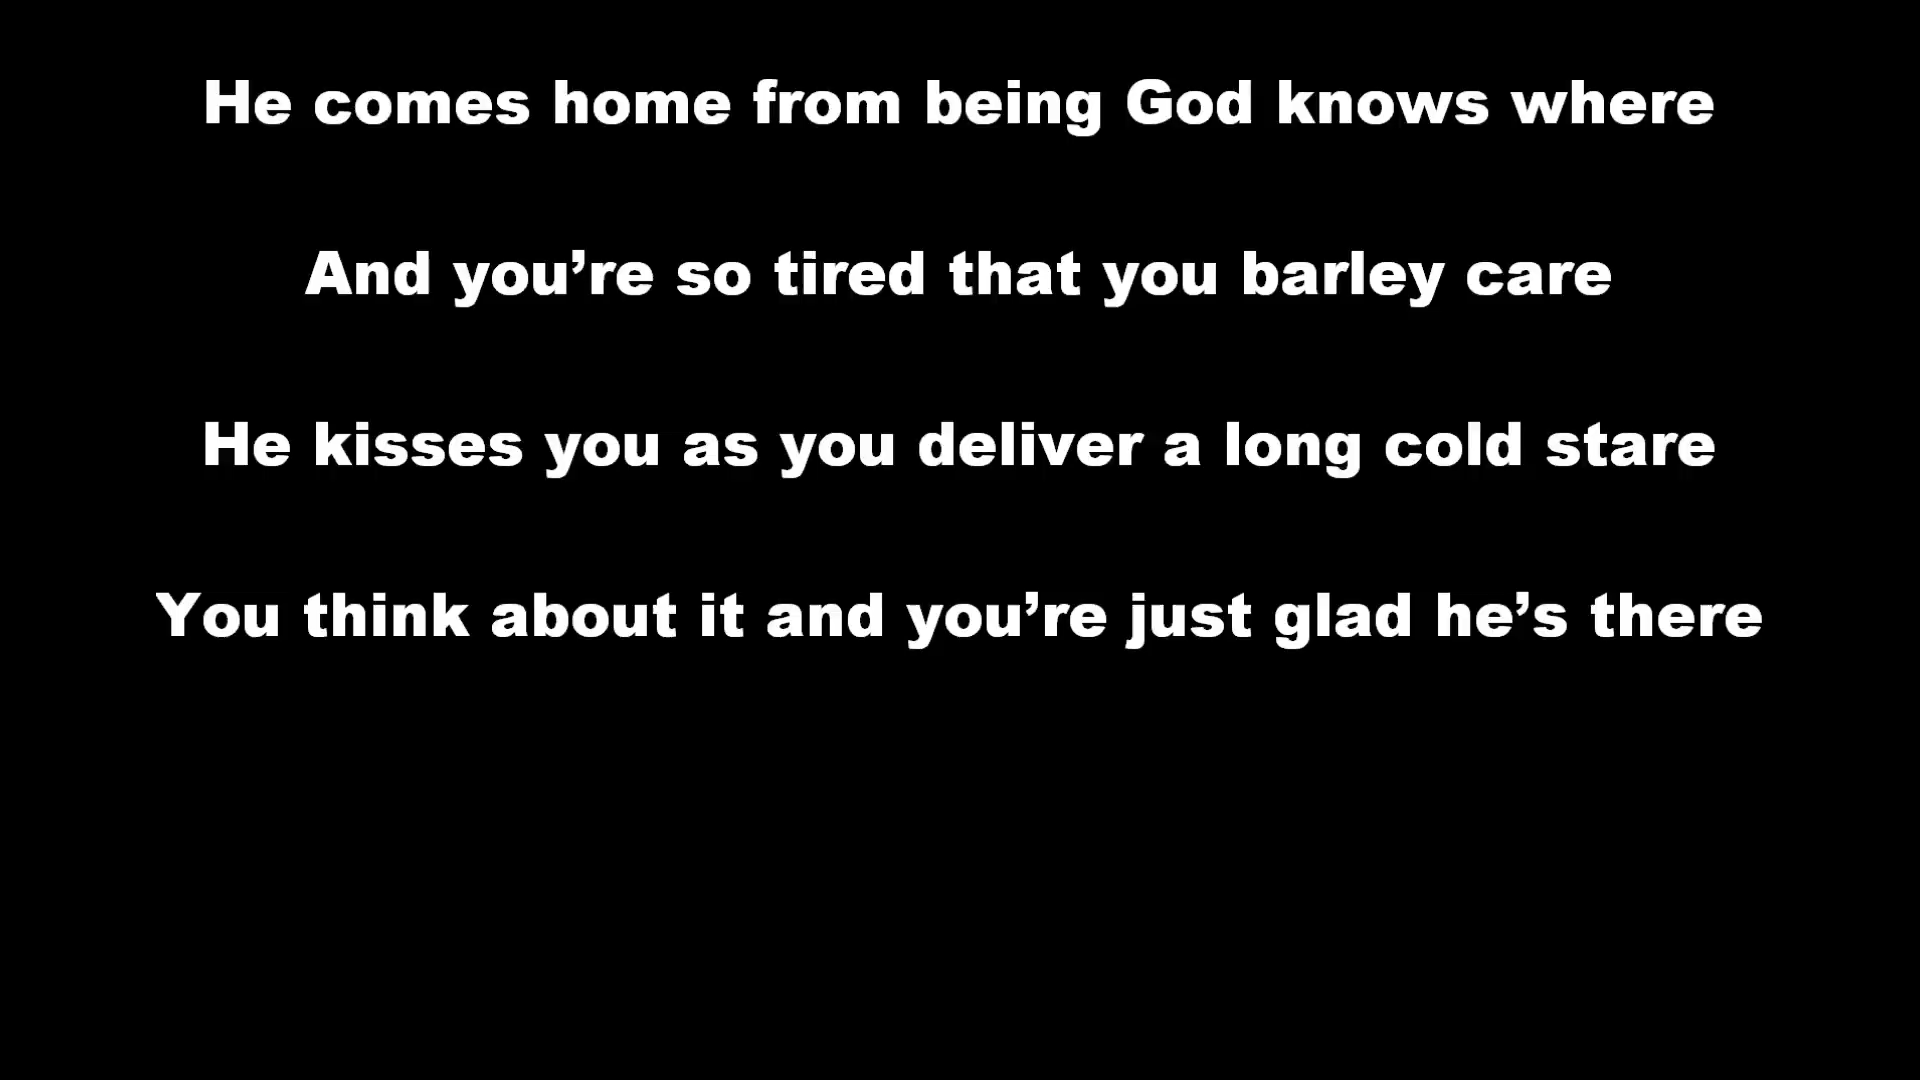 He comes home from being God knows where
And you’re so tired that you barley care
He kisses you as you deliver a long cold stare
You think about it and you’re just glad he’s there